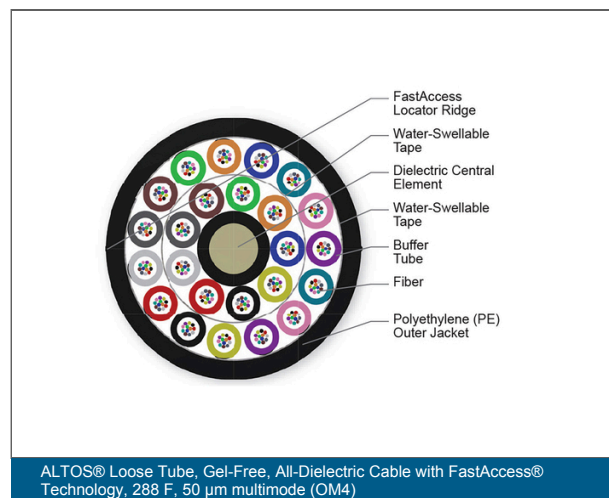 FastAccess
Locator Ridge
Water-Swellable
Tape
Dielectric Central
Element
Water-Swellable
Tape
Buffer
Tube
Fiber
Polyethylene (PE)
Outer Jacket
ALTOS® Loose Tube, Gel-Free, All-Dielectric Cable with FastAccess®
Technology, 288 F, 50 µm multimode (OM4)